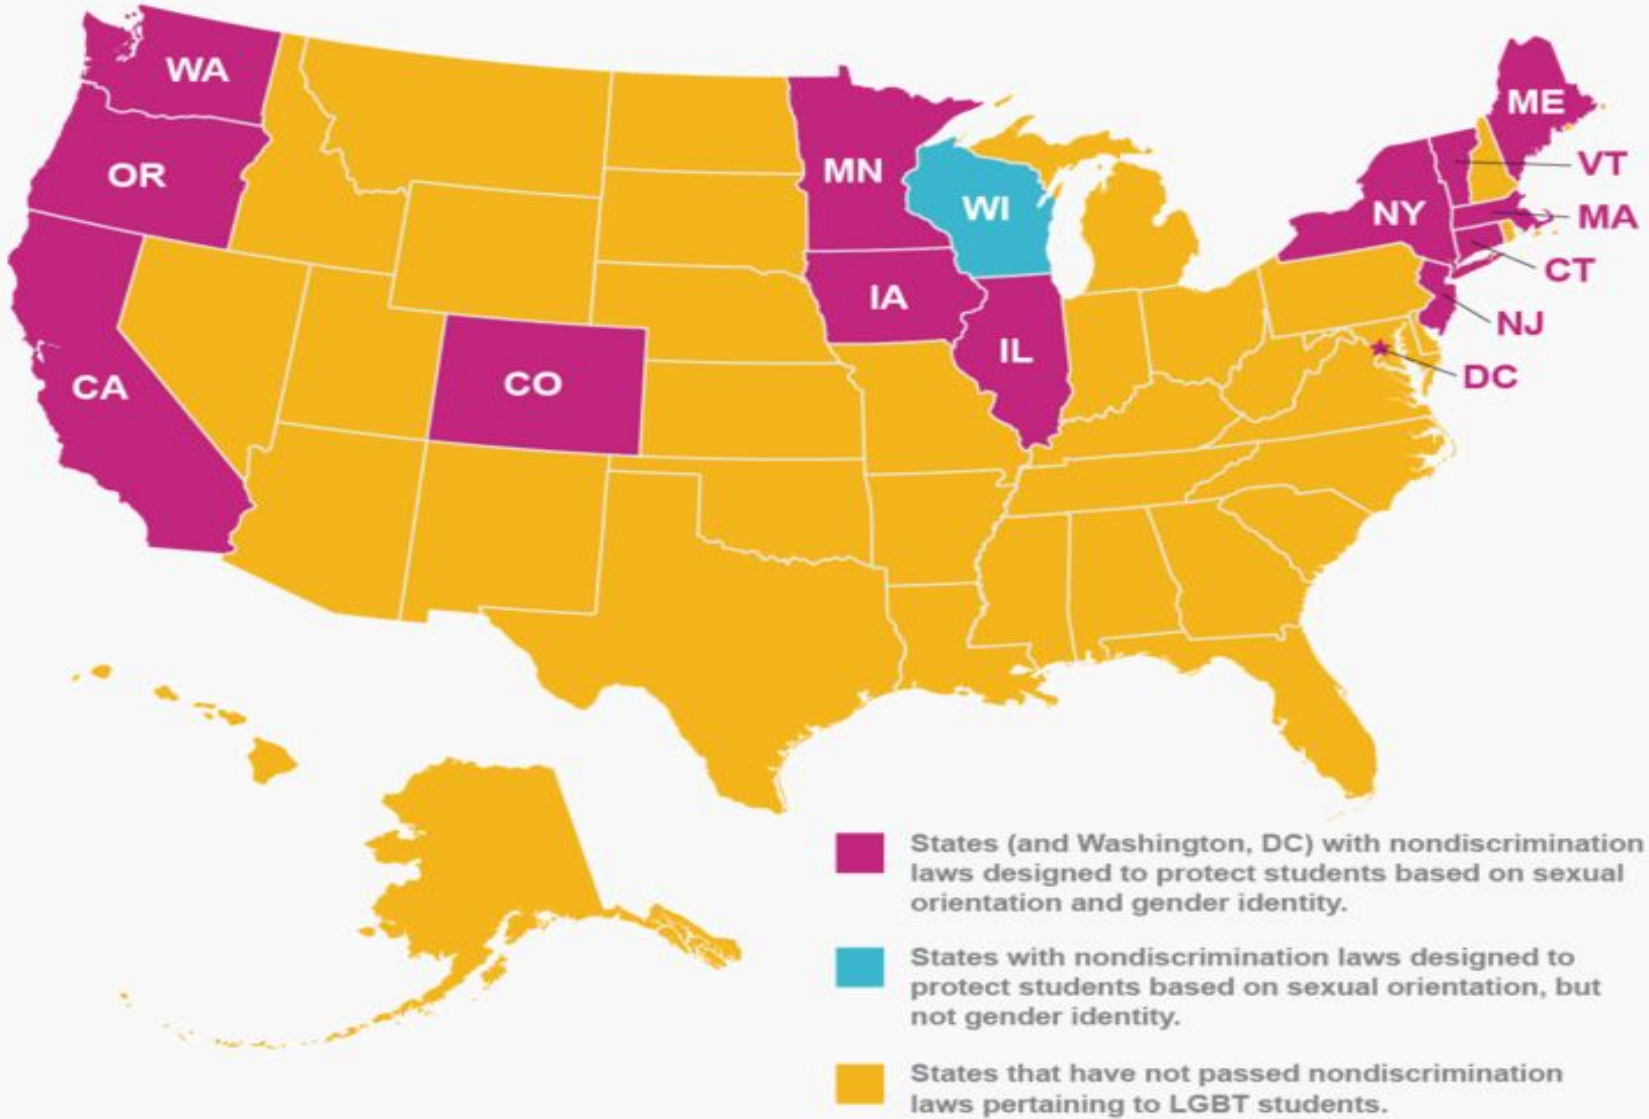 WA
ME
OR
MN
VT
WI
NY
MA
CT
IA
NJ
IL
DC
CA
CO
States (and Washington, DC) with nondiscrimination
laws designed to protect students based on sexual
orientation and gender identity.
States with nondiscrimination laws designed to
protect students based on sexual orientation, but
not gender identity.
States that have not passed nondiscrimination
laws pertaining to LGBT students.